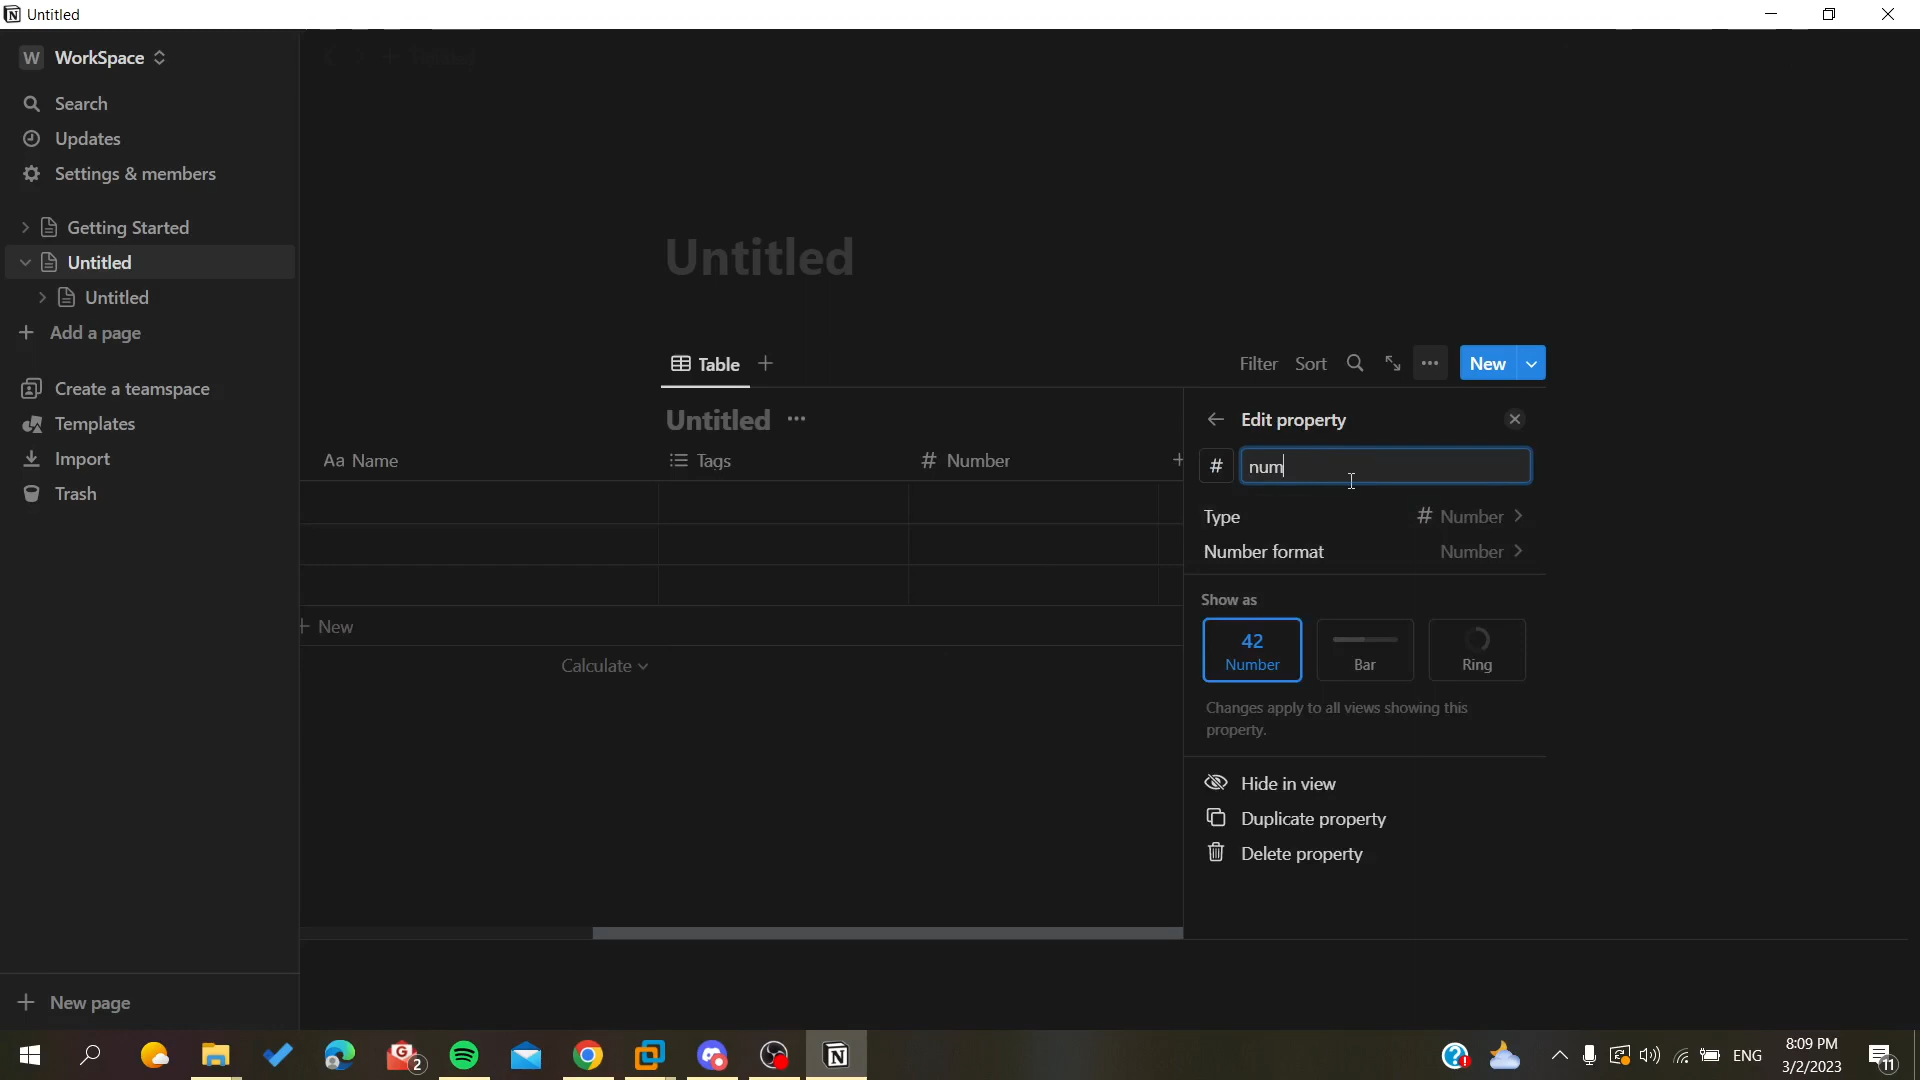 Untitled
W WorkSpace
Search
Updates
Settings & members
Getting Started
Untitled
Untitled
+ Add a page
Create a teamspace
Templates
Import
Trash
+ New page
Untitled
Table +
Filter Sort New
Untitled ...
Aa Name Tags # Number +
+ New
Calculate
Edit property
# num
Type # Number
Number format Number
Show as
42
Number
Bar
Ring
Changes apply to all views showing this
property.
Hide in view
Duplicate property
Delete property
2
ENG
8:09 PM
3/2/2023
11